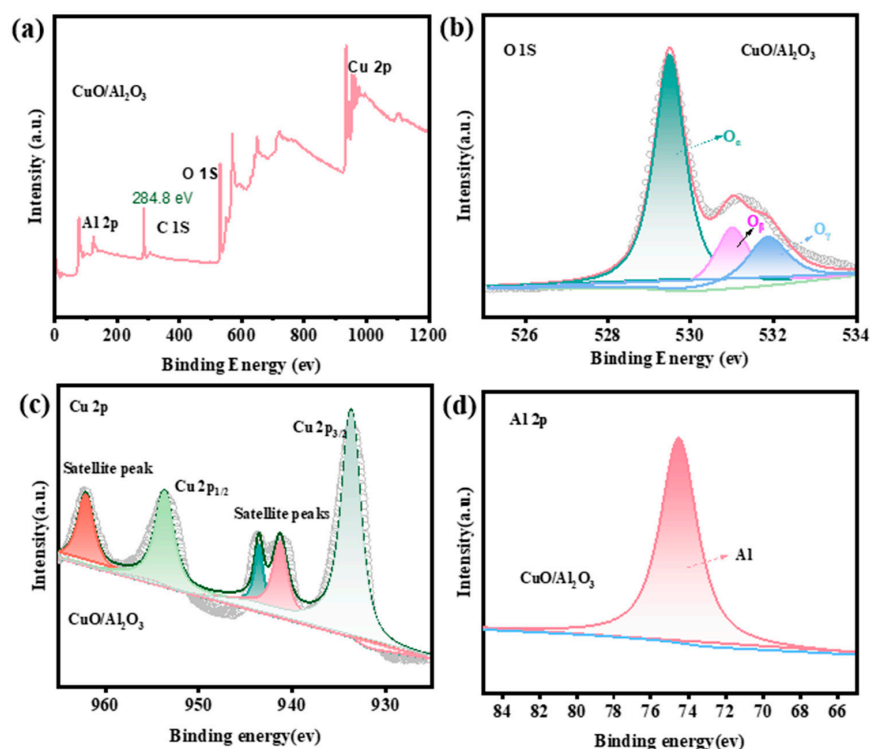 (a)
CuO/Al₂O₃
Cu 2p
O 1S
284.8 eV
Al 2p
C 1S
Intensity (a.u.)
0 200 400 600 800 1000 1200
Binding Energy (ev)
(b)
O 1S
CuO/Al₂O₃
Oα
Oβ
Oγ
Intensity(a.u.)
526 528 530 532 534
Binding Energy (ev)
(c)
Cu 2p
Cu 2p₃/₂
Satellite peak
Cu 2p₁/₂
Satellite peaks
CuO/Al₂O₃
Intensity(a.u.)
960 950 940 930
Binding energy(ev)
(d)
Al 2p
Al
CuO/Al₂O₃
Intensity(a.u.)
84 82 80 78 76 74 72 70 68 66
Binding energy(ev)